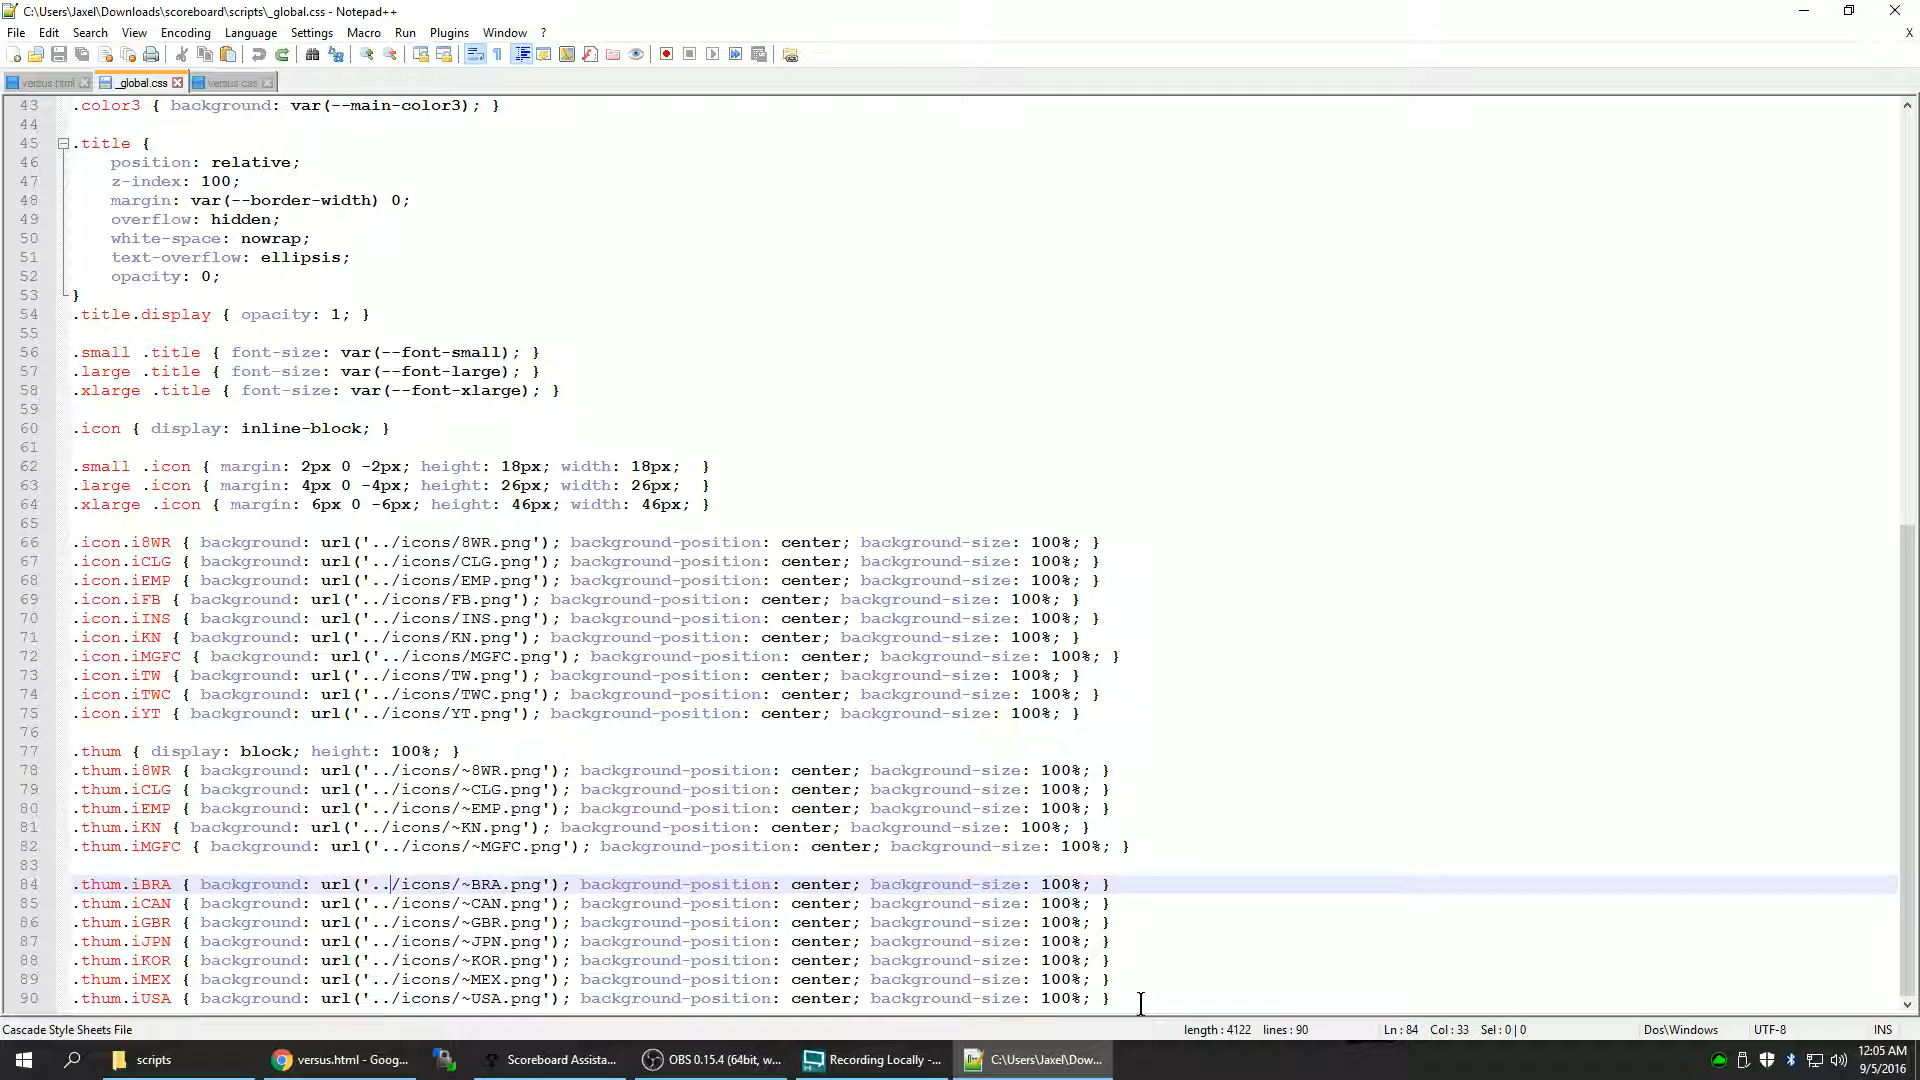 C:\Users\Jaxel\Downloads\scoreboard\scripts\_global.css - Notepad++
File Edit Search View Encoding Language Settings Macro Run Plugins Window ? X
versus.html _global.css versus.css
43 .color3 { background: var(--main-color3); }
44
45 .title {
46 position: relative;
47 z-index: 100;
48 margin: var(--border-width) 0;
49 overflow: hidden;
50 white-space: nowrap;
51 text-overflow: ellipsis;
52 opacity: 0;
53 }
54 .title.display { opacity: 1; }
55
56 .small .title { font-size: var(--font-small); }
57 .large .title { font-size: var(--font-large); }
58 .xlarge .title { font-size: var(--font-xlarge); }
59
60 .icon { display: inline-block; }
61
62 .small .icon { margin: 2px 0 -2px; height: 18px; width: 18px; }
63 .large .icon { margin: 4px 0 -4px; height: 26px; width: 26px; }
64 .xlarge .icon { margin: 6px 0 -6px; height: 46px; width: 46px; }
65
66 .icon.i8WR { background: url('../icons/8WR.png'); background-position: center; background-size: 100%; }
67 .icon.iCLG { background: url('../icons/CLG.png'); background-position: center; background-size: 100%; }
68 .icon.iEMP { background: url('../icons/EMP.png'); background-position: center; background-size: 100%; }
69 .icon.iFB { background: url('../icons/FB.png'); background-position: center; background-size: 100%; }
70 .icon.iINS { background: url('../icons/INS.png'); background-position: center; background-size: 100%; }
71 .icon.iKN { background: url('../icons/KN.png'); background-position: center; background-size: 100%; }
72 .icon.iMGFC { background: url('../icons/MGFC.png'); background-position: center; background-size: 100%; }
73 .icon.iTW { background: url('../icons/TW.png'); background-position: center; background-size: 100%; }
74 .icon.iTWC { background: url('../icons/TWC.png'); background-position: center; background-size: 100%; }
75 .icon.iYT { background: url('../icons/YT.png'); background-position: center; background-size: 100%; }
76
77 .thum { display: block; height: 100%; }
78 .thum.i8WR { background: url('../icons/~8WR.png'); background-position: center; background-size: 100%; }
79 .thum.iCLG { background: url('../icons/~CLG.png'); background-position: center; background-size: 100%; }
80 .thum.iEMP { background: url('../icons/~EMP.png'); background-position: center; background-size: 100%; }
81 .thum.iKN { background: url('../icons/~KN.png'); background-position: center; background-size: 100%; }
82 .thum.iMGFC { background: url('../icons/~MGFC.png'); background-position: center; background-size: 100%; }
83
84 .thum.iBRA { background: url('../icons/~BRA.png'); background-position: center; background-size: 100%; }
85 .thum.iCAN { background: url('../icons/~CAN.png'); background-position: center; background-size: 100%; }
86 .thum.iGBR { background: url('../icons/~GBR.png'); background-position: center; background-size: 100%; }
87 .thum.iJPN { background: url('../icons/~JPN.png'); background-position: center; background-size: 100%; }
88 .thum.iKOR { background: url('../icons/~KOR.png'); background-position: center; background-size: 100%; }
89 .thum.iMEX { background: url('../icons/~MEX.png'); background-position: center; background-size: 100%; }
90 .thum.iUSA { background: url('../icons/~USA.png'); background-position: center; background-size: 100%; }
Cascade Style Sheets File length : 4122 lines : 90 Ln : 84 Col : 33 Sel : 0 | 0 Dos\Windows UTF-8 INS
scripts versus.html - Goog... Scoreboard Assista... OBS 0.15.4 (64bit, w... Recording Locally -... C:\Users\Jaxel\Dow... 12:05 AM
9/5/2016